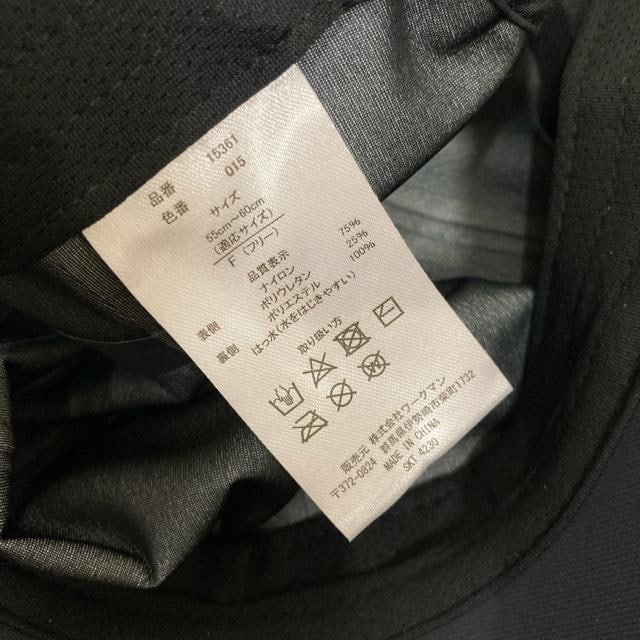 品番 15361
色番 015
サイズ
55cm～60cm
(適応サイズ)
F (フリー)
品質表示
表側 ナイロン 75%
ポリウレタン 25%
裏側 ポリエステル 100%
はっ水(水をはじきやすい)
取り扱い方
販売元 株式会社ワークマン
〒372-0824 群馬県伊勢崎市柴町1732
MADE IN CHINA
SKT 4230